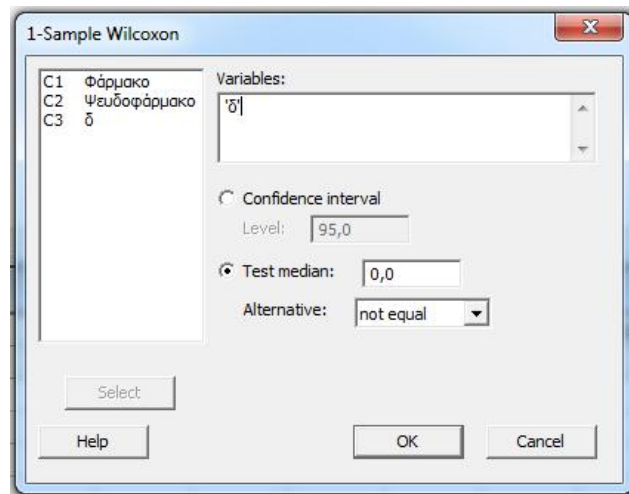 1-Sample Wilcoxon
C1 Φάρμακο
C2 Ψευδοφάρμακο
C3 δ
Variables:
'δ'
Confidence interval
Level: 95,0
Test median: 0,0
Alternative: not equal
Select
Help
OK
Cancel